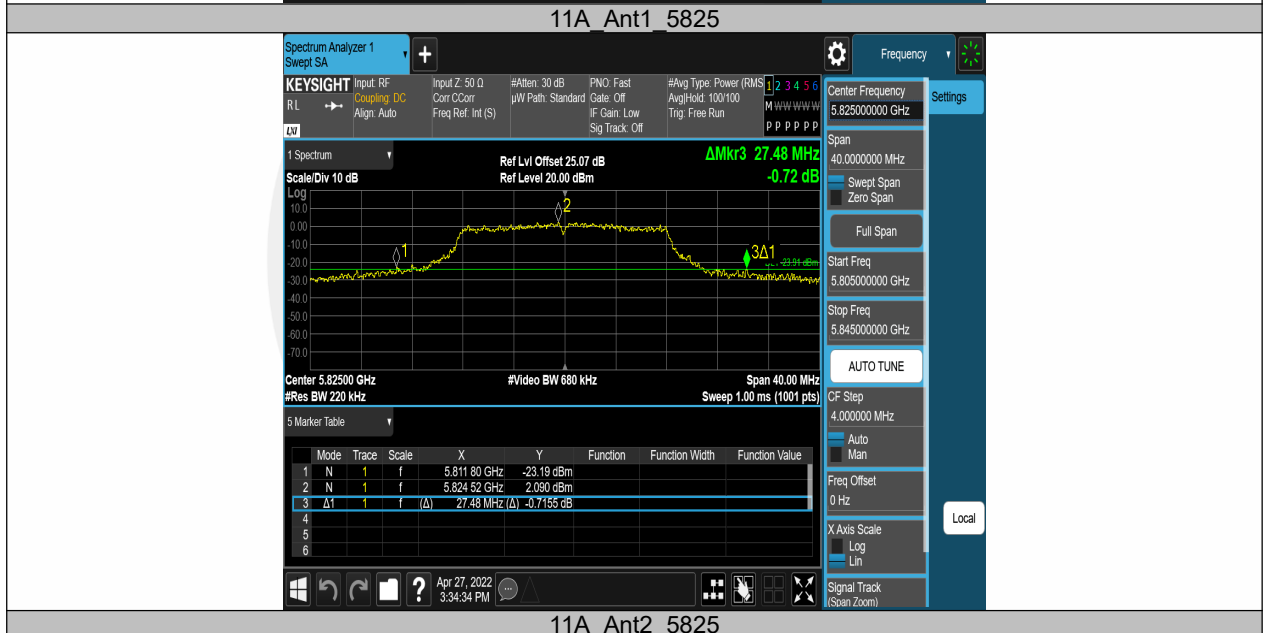 11A_Ant1_5825
Spectrum Analyzer 1
Swept SA
+
Frequency
KEYSIGHT
Input: RF
Input Z: 50 Ω
#Atten: 30 dB
PNO: Fast
#Avg Type: Power (RMS
1 2 3 4 5 6
RL
Coupling: DC
Corr CCorr
µW Path: Standard
Gate: Off
Avg|Hold: 100/100
M W W W W W
Align: Auto
Freq Ref: Int (S)
IF Gain: Low
Trig: Free Run
LXI
Sig Track: Off
P P P P P P
Center Frequency
5.825000000 GHz
Settings
Span
40.0000000 MHz
Swept Span
Zero Span
Full Span
Start Freq
5.805000000 GHz
Stop Freq
5.845000000 GHz
AUTO TUNE
CF Step
4.000000 MHz
Auto
Man
Freq Offset
0 Hz
X Axis Scale
Log
Lin
Signal Track
(Span Zoom)
Local
1 Spectrum
Ref Lvl Offset 25.07 dB
ΔMkr3 27.48 MHz
Scale/Div 10 dB
Ref Level 20.00 dBm
-0.72 dB
Log
10.0
0.00
-10.0
-20.0
-30.0
-40.0
-50.0
-60.0
-70.0
1
2
3Δ1
-23.91 dBm
Center 5.82500 GHz
#Video BW 680 kHz
Span 40.00 MHz
#Res BW 220 kHz
Sweep 1.00 ms (1001 pts)
5 Marker Table
Mode Trace Scale X Y Function Function Width Function Value
1 N 1 f 5.811 80 GHz -23.19 dBm
2 N 1 f 5.824 52 GHz 2.090 dBm
3 Δ1 1 f (Δ) 27.48 MHz (Δ) -0.7155 dB
4
5
6
?
Apr 27, 2022
3:34:34 PM
11A_Ant2_5825